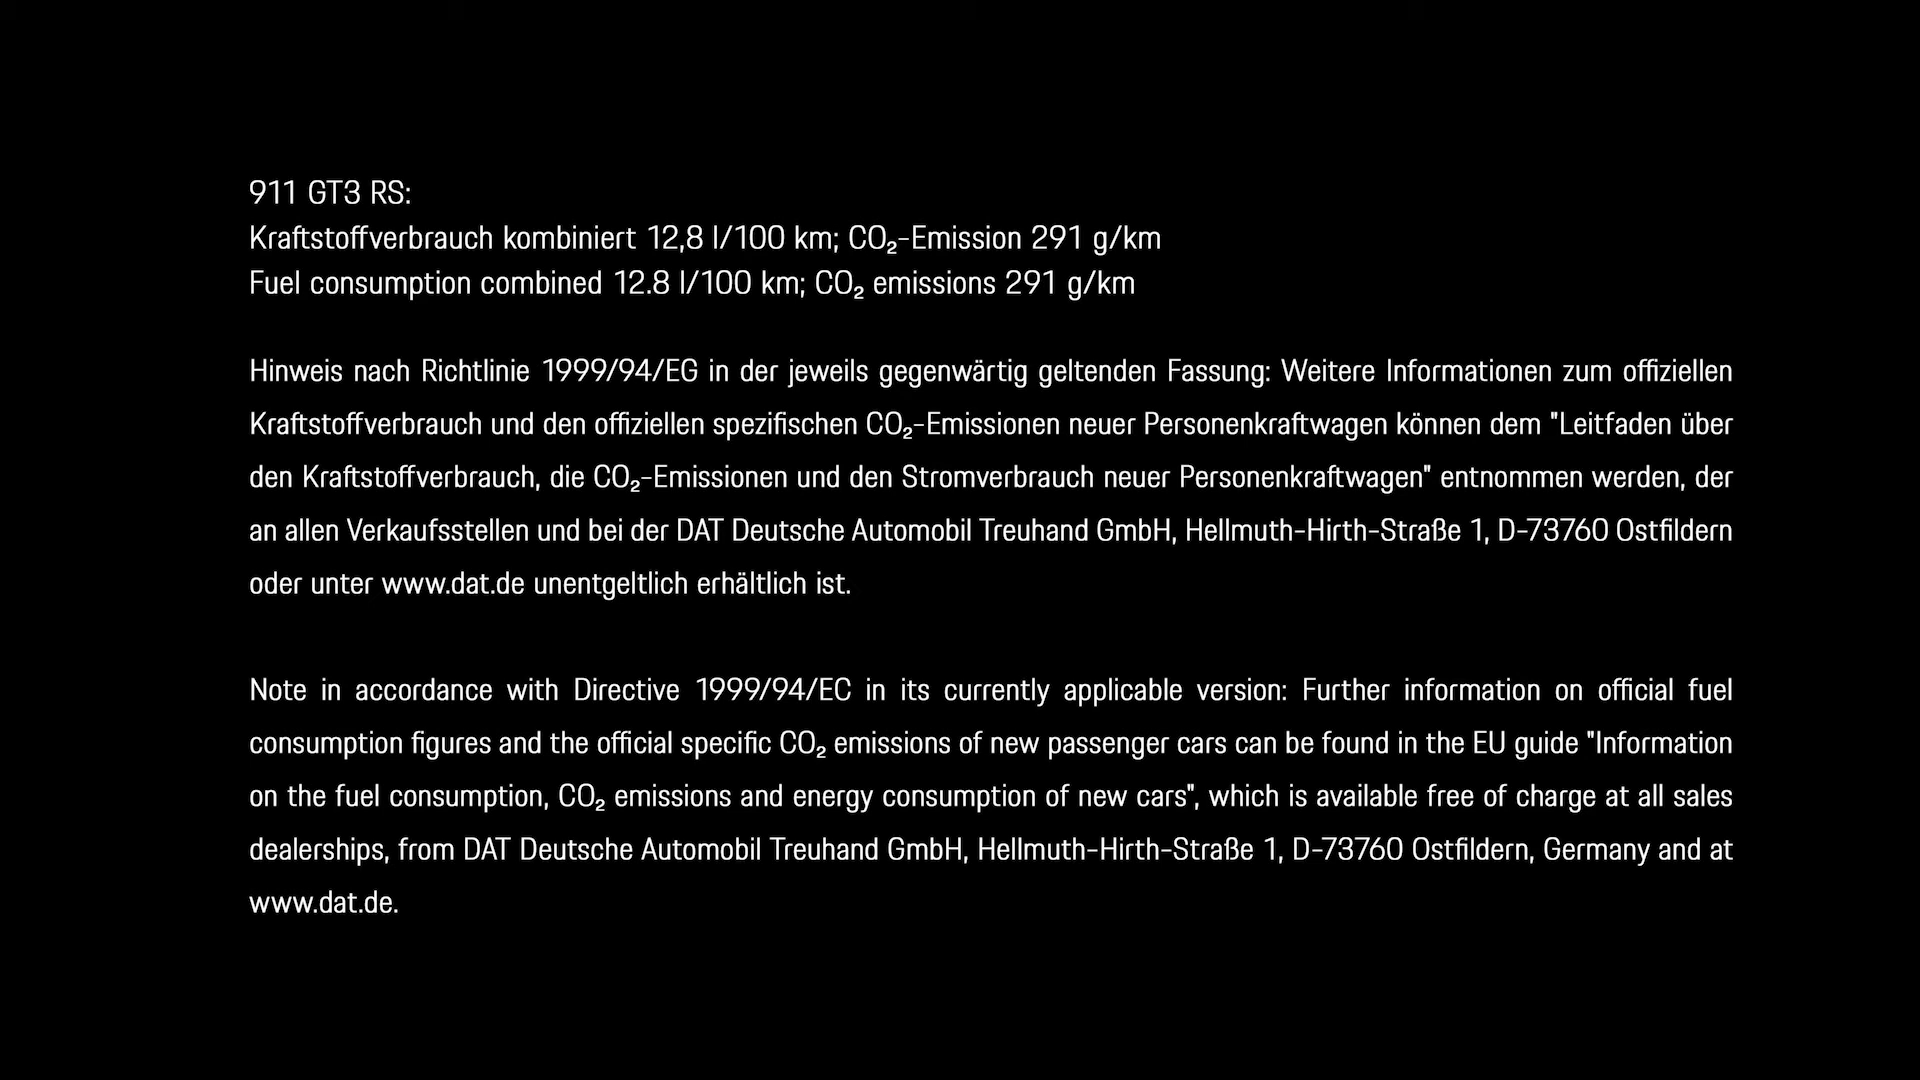 911 GT3 RS:
Kraftstoffverbrauch kombiniert 12,8 l/100 km; CO₂-Emission 291 g/km
Fuel consumption combined 12.8 l/100 km; CO₂ emissions 291 g/km
Hinweis nach Richtlinie 1999/94/EG in der jeweils gegenwärtig geltenden Fassung: Weitere Informationen zum offiziellen
Kraftstoffverbrauch und den offiziellen spezifischen CO₂-Emissionen neuer Personenkraftwagen können dem "Leitfaden über
den Kraftstoffverbrauch, die CO₂-Emissionen und den Stromverbrauch neuer Personenkraftwagen" entnommen werden, der
an allen Verkaufsstellen und bei der DAT Deutsche Automobil Treuhand GmbH, Hellmuth-Hirth-Straße 1, D-73760 Ostfildern
oder unter www.dat.de unentgeltlich erhältlich ist.
Note in accordance with Directive 1999/94/EC in its currently applicable version: Further information on official fuel
consumption figures and the official specific CO₂ emissions of new passenger cars can be found in the EU guide "Information
on the fuel consumption, CO₂ emissions and energy consumption of new cars", which is available free of charge at all sales
dealerships, from DAT Deutsche Automobil Treuhand GmbH, Hellmuth-Hirth-Straße 1, D-73760 Ostfildern, Germany and at
www.dat.de.